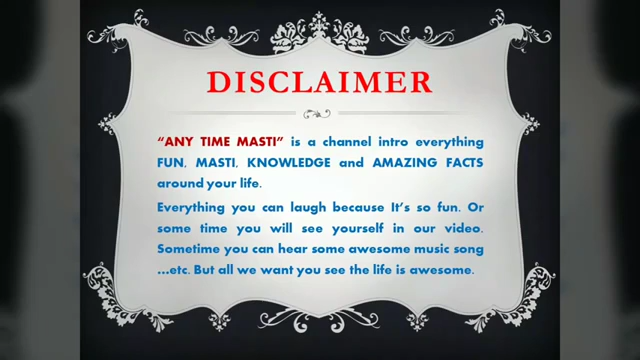 DISCLAIMER
“ANY TIME MASTI” is a channel intro everything
FUN, MASTI, KNOWLEDGE and AMAZING FACTS
around your life.
Everything you can laugh because It’s so fun. Or
some time you will see yourself in our video.
Sometime you can hear some awesome music song
...etc. But all we want you see the life is awesome.